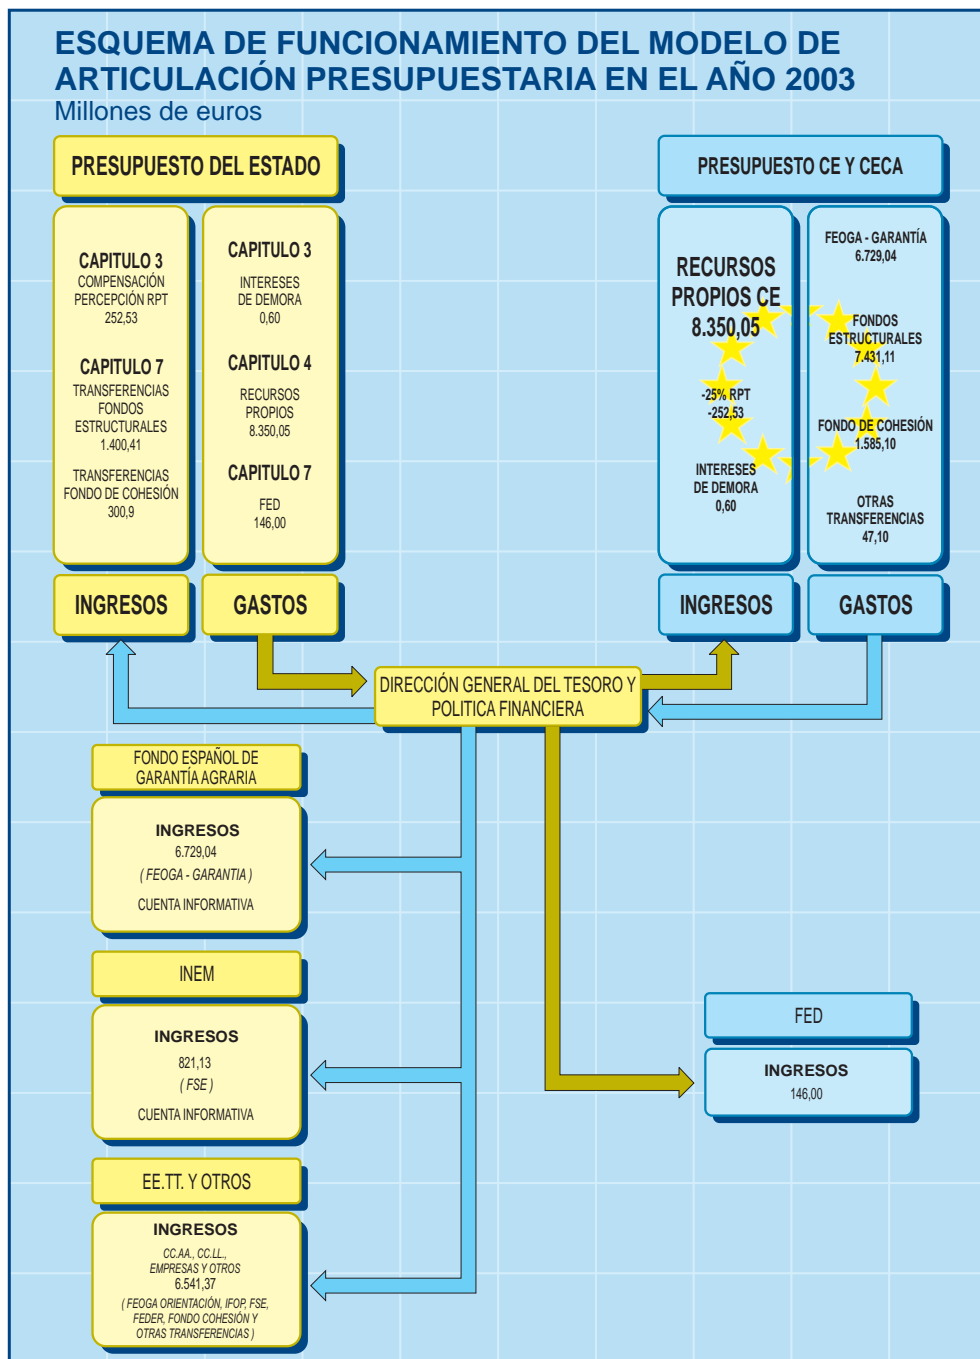 ESQUEMA DE FUNCIONAMIENTO DEL MODELO DE
ARTICULACIÓN PRESUPUESTARIA EN EL AÑO 2003
Millones de euros
PRESUPUESTO DEL ESTADO
CAPITULO 3
COMPENSACIÓN
PERCEPCIÓN RPT
252,53
CAPITULO 7
TRANSFERENCIAS
FONDOS
ESTRUCTURALES
1.400,41
TRANSFERENCIAS
FONDO DE COHESIÓN
300,9
INGRESOS
CAPITULO 3
INTERESES
DE DEMORA
0,60
CAPITULO 4
RECURSOS
PROPIOS
8.350,05
CAPITULO 7
FED
146,00
GASTOS
PRESUPUESTO CE Y CECA
RECURSOS
PROPIOS CE
8.350,05
-25% RPT
-252,53
INTERESES
DE DEMORA
0,60
INGRESOS
FEOGA - GARANTÍA
6.729,04
FONDOS
ESTRUCTURALES
7.431,11
FONDO DE COHESIÓN
1.585,10
OTRAS
TRANSFERENCIAS
47,10
GASTOS
DIRECCIÓN GENERAL DEL TESORO Y
POLITICA FINANCIERA
FONDO ESPAÑOL DE
GARANTÍA AGRARIA
INGRESOS
6.729,04
( FEOGA - GARANTIA )
CUENTA INFORMATIVA
INEM
INGRESOS
821,13
( FSE )
CUENTA INFORMATIVA
EE.TT. Y OTROS
INGRESOS
CC.AA., CC.LL.,
EMPRESAS Y OTROS
6.541,37
( FEOGA ORIENTACIÓN, IFOP, FSE,
FEDER, FONDO COHESIÓN Y
OTRAS TRANSFERENCIAS )
FED
INGRESOS
146,00